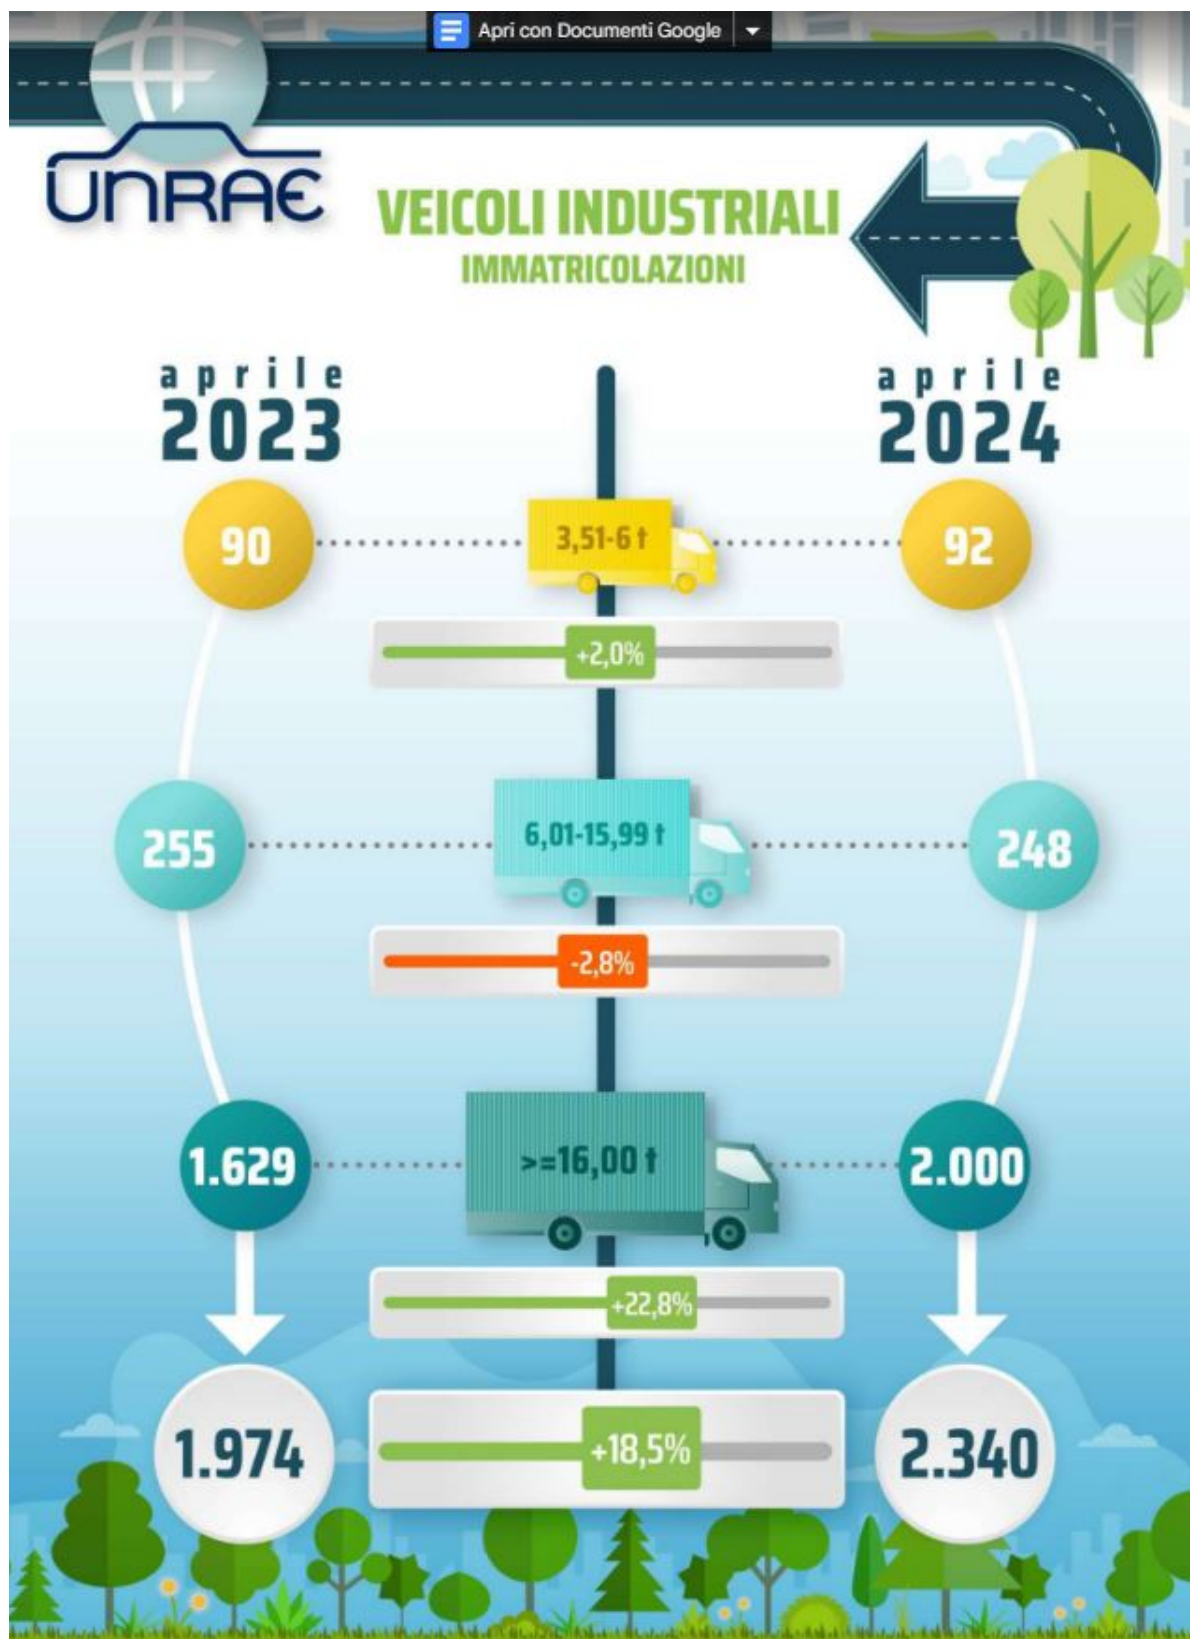 Apri con Documenti Google
UNRAE
VEICOLI INDUSTRIALI
IMMATRICOLAZIONI
aprile
2023
aprile
2024
90
3,51-6 t
92
+2,0%
255
6,01-15,99 t
248
-2,8%
1.629
>=16,00 t
2.000
+22,8%
1.974
+18,5%
2.340